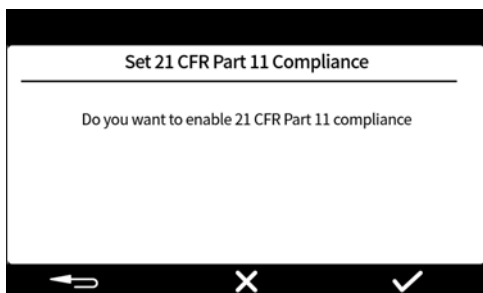 Set 21 CFR Part 11 Compliance
Do you want to enable 21 CFR Part 11 compliance